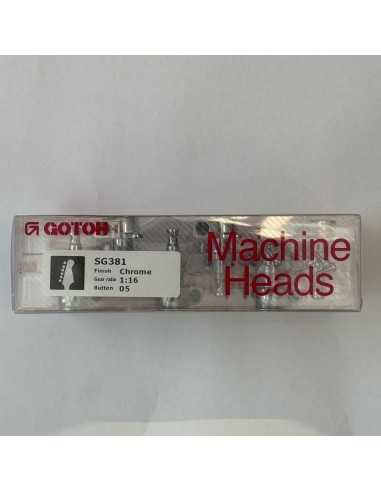 GOTOH
SG381
Finish Chrome
Gear ratio 1:16
Button 05
Machine
Heads